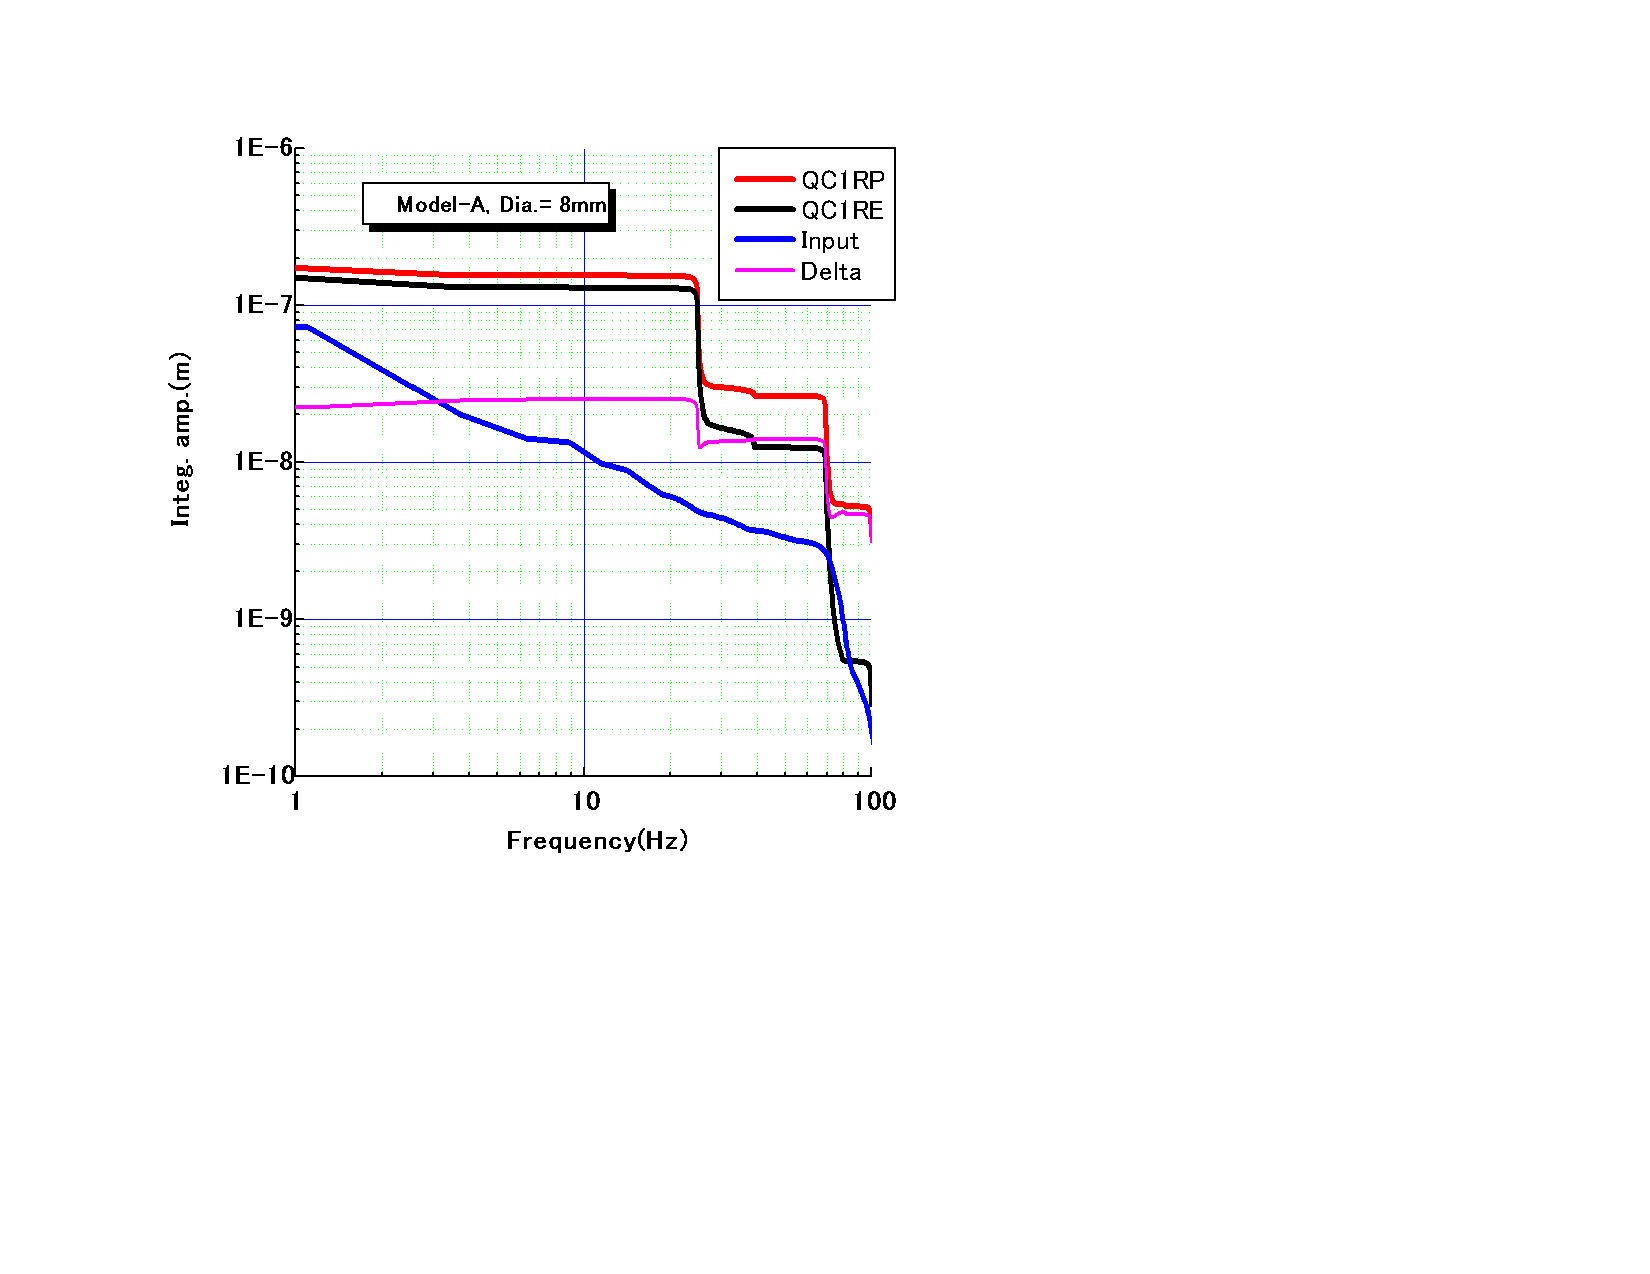 1E-6
QC1RP
Model-A, Dia.= 8mm
QC1RE
Input
Delta
1E-7
Integ. amp.(m)
1E-8
1E-9
1E-10
1 10 100
Frequency(Hz)